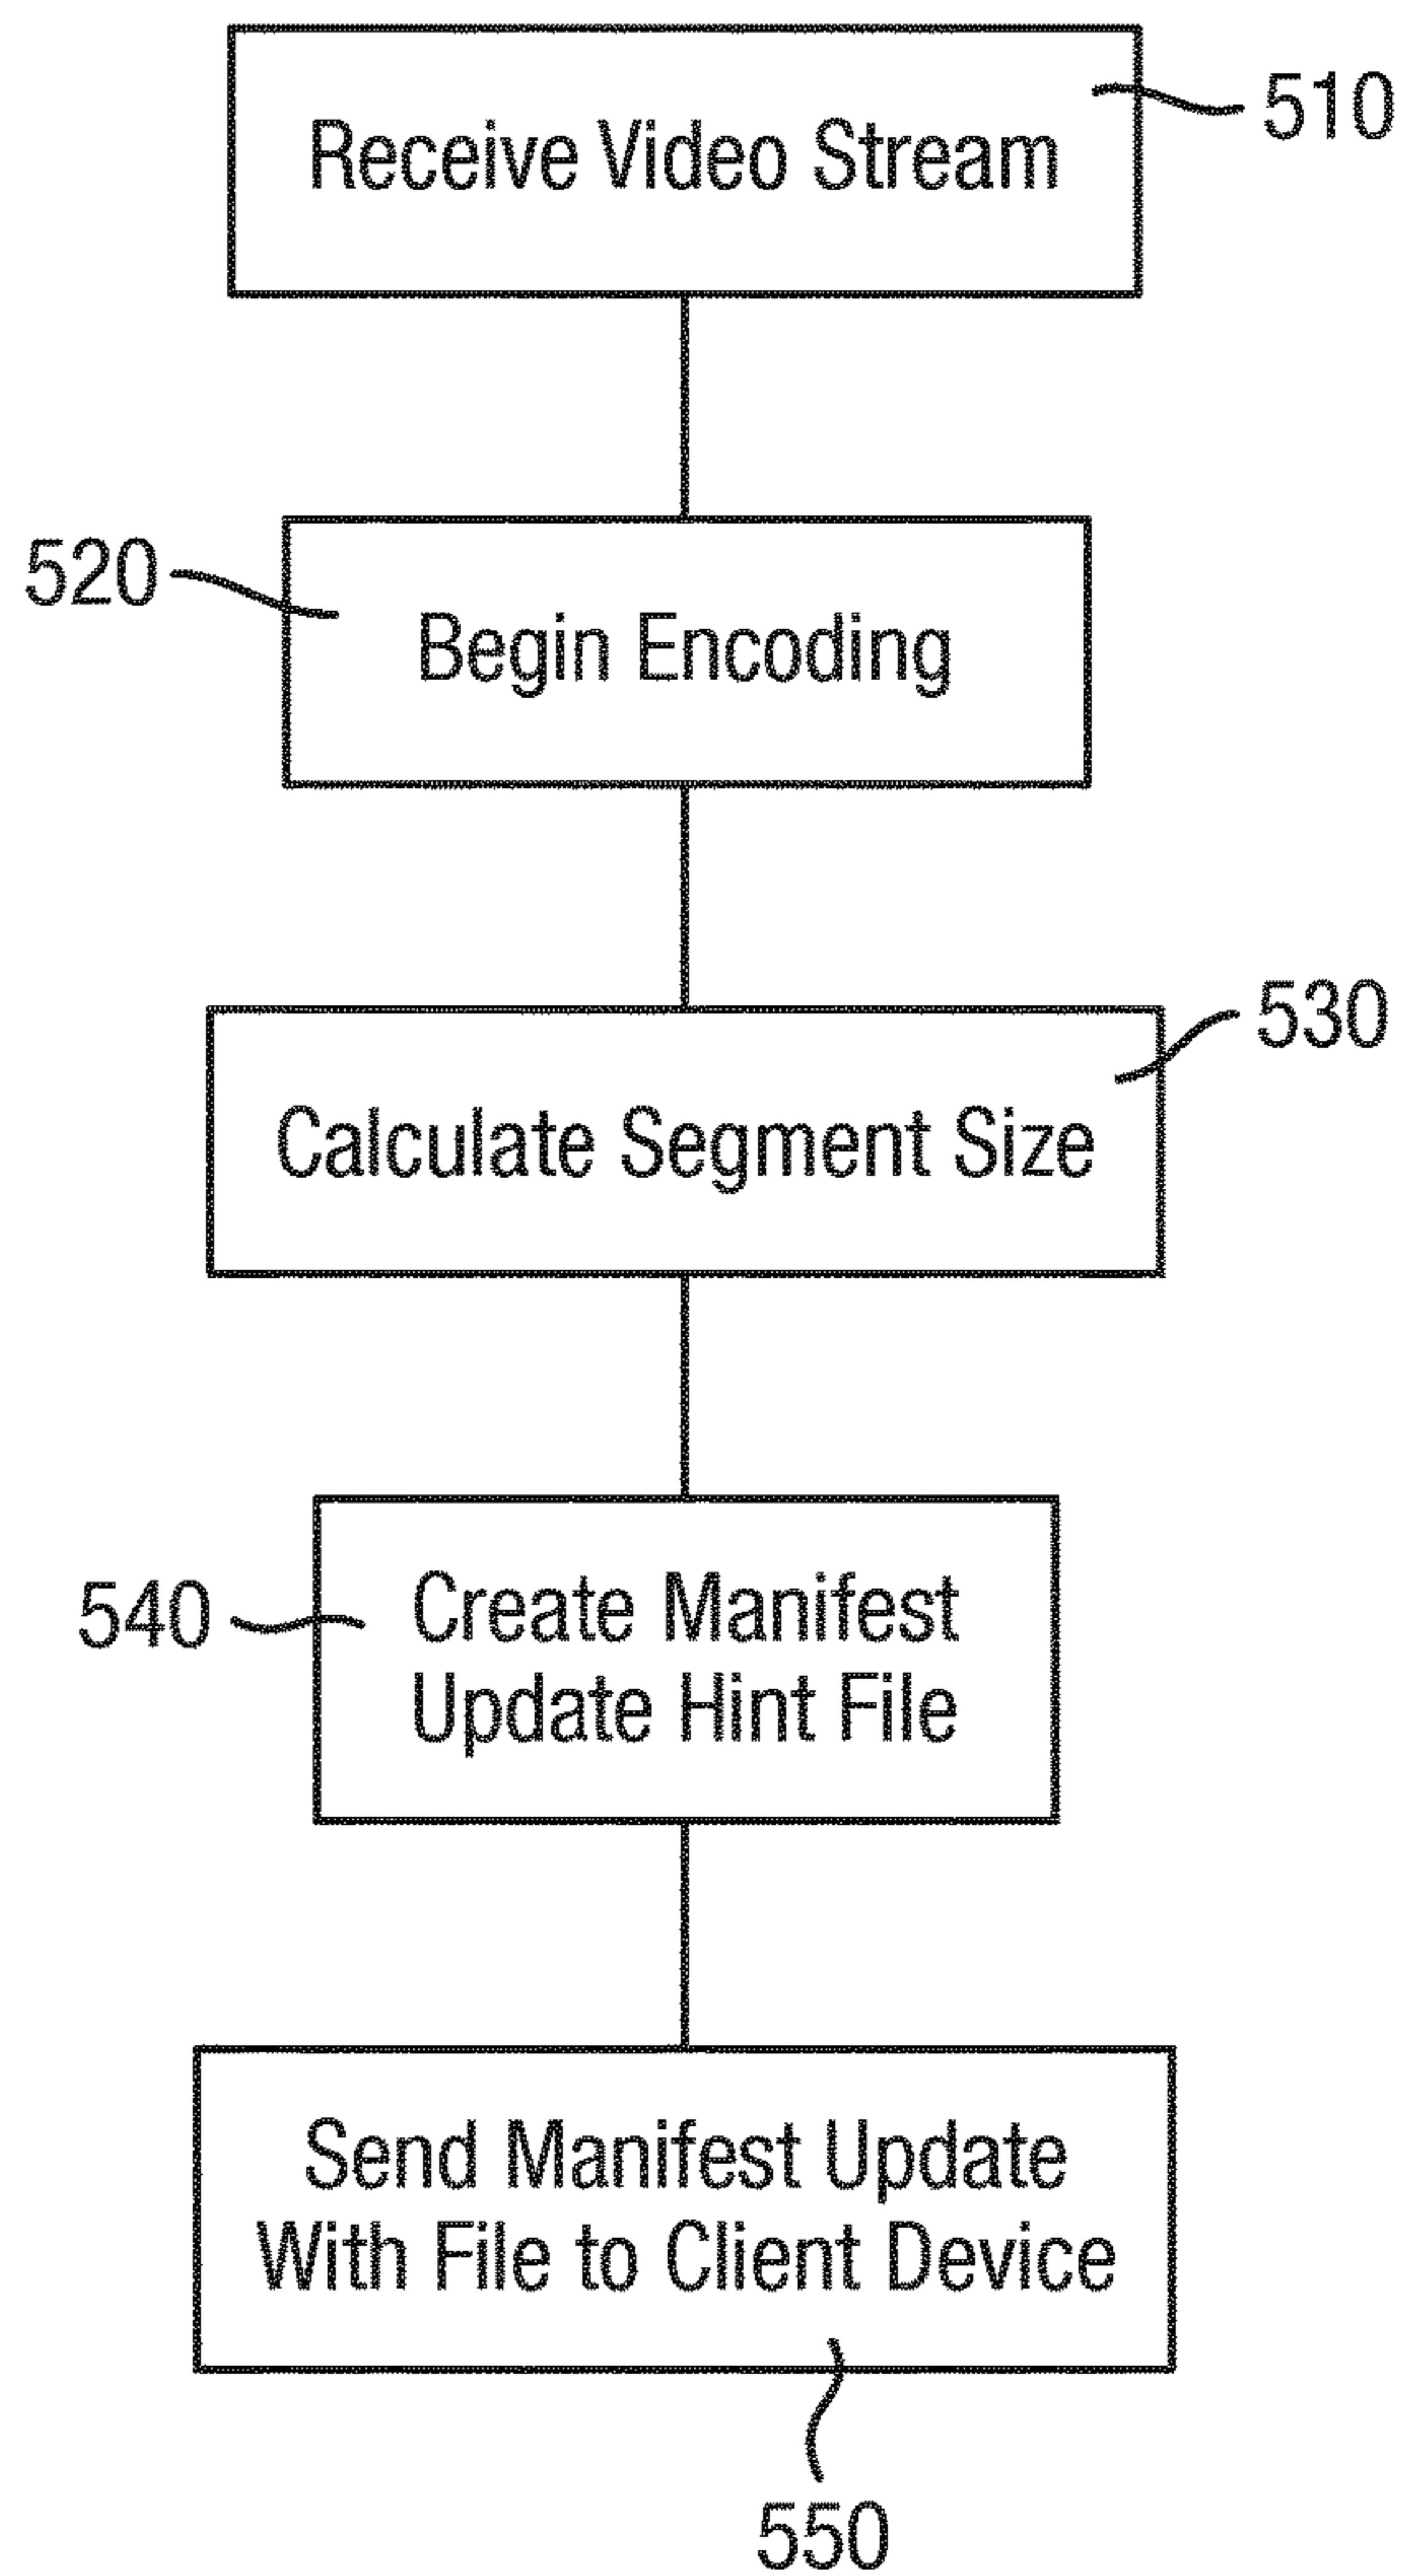 Receive Video Stream
510
520
Begin Encoding
530
Calculate Segment Size
540
Create Manifest
Update Hint File
Send Manifest Update
With File to Client Device
550